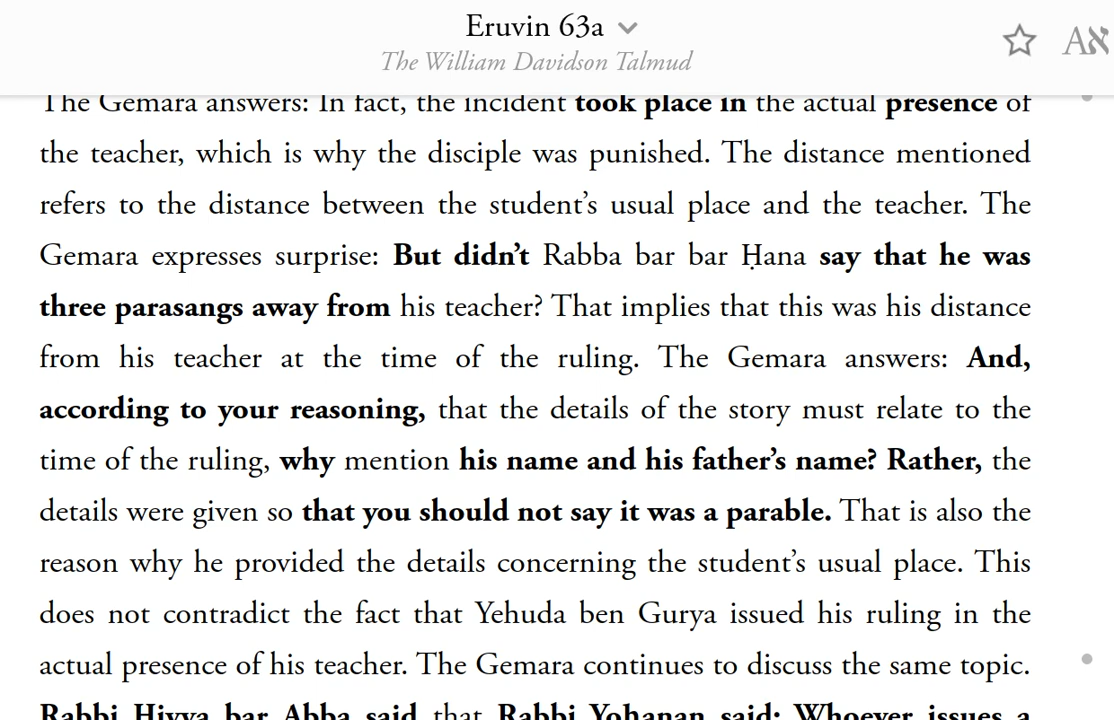 Eruvin 63a
The William Davidson Talmud
Aא
The Gemara answers: In fact, the incident took place in the actual presence of
the teacher, which is why the disciple was punished. The distance mentioned
refers to the distance between the student’s usual place and the teacher. The
Gemara expresses surprise: But didn’t Rabba bar bar Ḥana say that he was
three parasangs away from his teacher? That implies that this was his distance
from his teacher at the time of the ruling. The Gemara answers: And,
according to your reasoning, that the details of the story must relate to the
time of the ruling, why mention his name and his father’s name? Rather, the
details were given so that you should not say it was a parable. That is also the
reason why he provided the details concerning the student’s usual place. This
does not contradict the fact that Yehuda ben Gurya issued his ruling in the
actual presence of his teacher. The Gemara continues to discuss the same topic.
Rabbi Ḥiyya bar Abba said that Rabbi Yoḥanan said: Whoever issues a